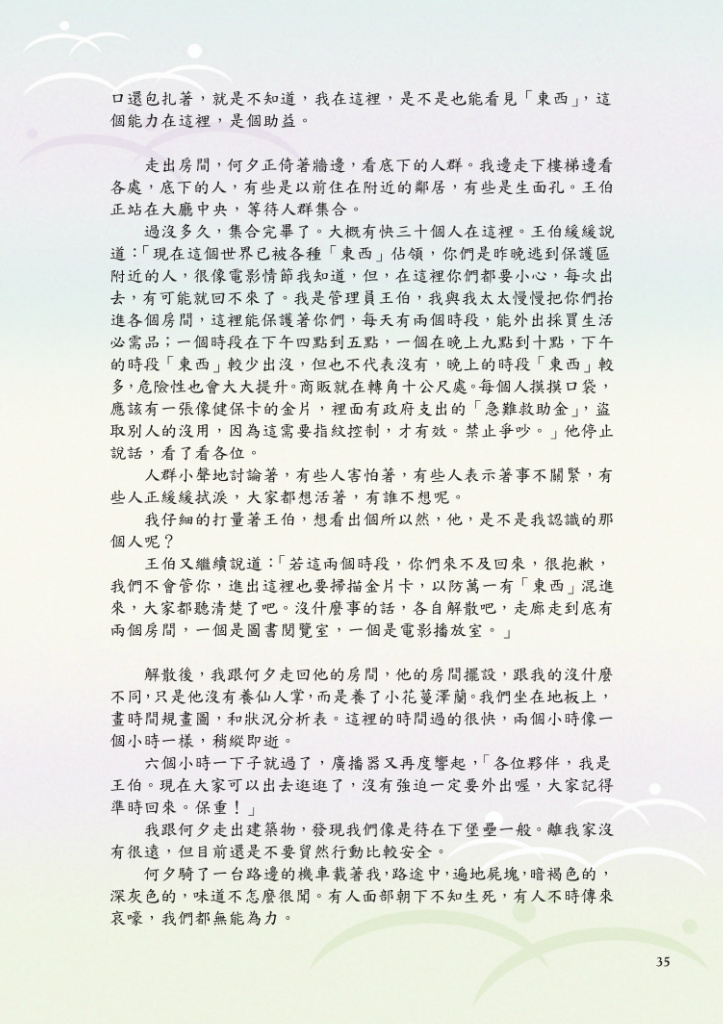 口還包扎著，就是不知道，我在這裡，是不是也能看見「東西」，這
個能力在這裡，是個助益。
走出房間，何夕正倚著牆邊，看底下的人群。我邊走下樓梯邊看
各處，底下的人，有些是以前住在附近的鄰居，有些是生面孔。王伯
正站在大廳中央，等待人群集合。
過沒多久，集合完畢了。大概有快三十個人在這裡。王伯緩緩說
道：「現在這個世界已被各種「東西」佔領，你們是昨晚逃到保護區
附近的人，很像電影情節我知道，但，在這裡你們都要小心，每次出
去，有可能就回不來了。我是管理員王伯，我與我太太慢慢把你們抬
進各個房間，這裡能保護著你們，每天有兩個時段，能外出採買生活
必需品；一個時段在下午四點到五點，一個在晚上九點到十點，下午
的時段「東西」較少出沒，但也不代表沒有，晚上的時段「東西」較
多，危險性也會大大提升。商販就在轉角十公尺處。每個人摸摸口袋，
應該有一張像健保卡的金片，裡面有政府支出的「急難救助金」，盜
取別人的沒用，因為這需要指紋控制，才有效。禁止爭吵。」他停止
說話，看了看各位。
人群小聲地討論著，有些人害怕著，有些人表示著事不關緊，有
些人正緩緩拭淚，大家都想活著，有誰不想呢。
我仔細的打量著王伯，想看出個所以然，他，是不是我認識的那
個人呢？
王伯又繼續說道：「若這兩個時段，你們來不及回來，很抱歉，
我們不會管你，進出這裡也要掃描金片卡，以防萬一有「東西」混進
來，大家都聽清楚了吧。沒什麼事的話，各自解散吧，走廊走到底有
兩個房間，一個是圖書閱覽室，一個是電影播放室。」
解散後，我跟何夕走回他的房間，他的房間擺設，跟我的沒什麼
不同，只是他沒有養仙人掌，而是養了小花蔓澤蘭。我們坐在地板上，
畫時間規畫圖，和狀況分析表。這裡的時間過的很快，兩個小時像一
個小時一樣，稍縱即逝。
六個小時一下子就過了，廣播器又再度響起，「各位夥伴，我是
王伯。現在大家可以出去逛逛了，沒有強迫一定要外出喔，大家記得
準時回來。保重！」
我跟何夕走出建築物，發現我們像是待在下堡壘一般。離我家沒
有很遠，但目前還是不要貿然行動比較安全。
何夕騎了一台路邊的機車載著我，路途中，遍地屍塊，暗褐色的，
深灰色的，味道不怎麼很聞。有人面部朝下不知生死，有人不時傳來
哀嚎，我們都無能為力。
35